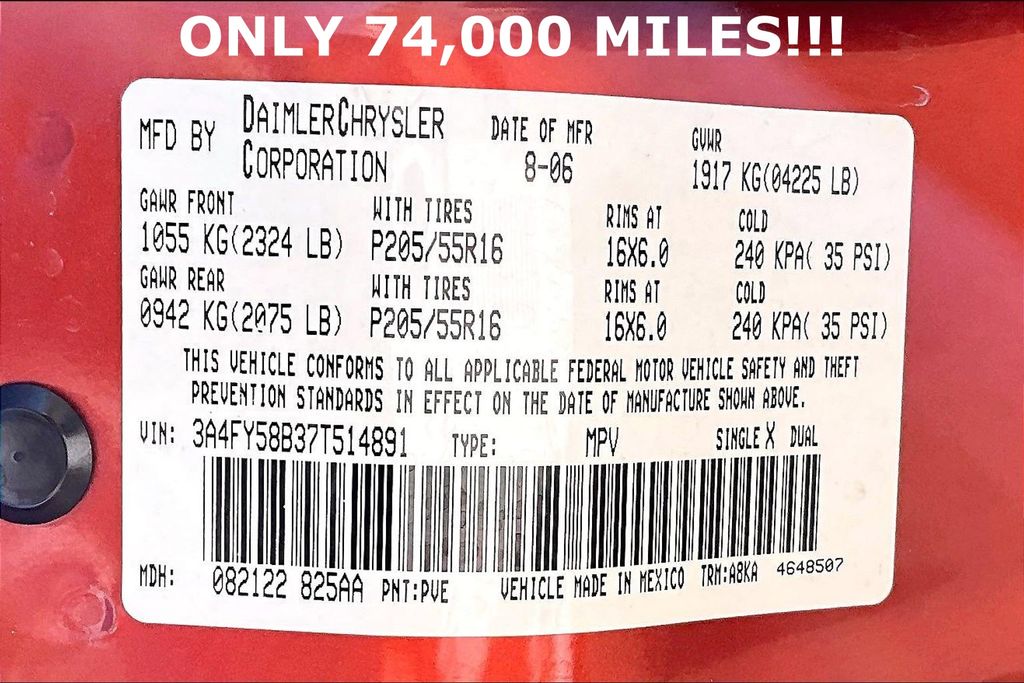 ONLY 74,000 MILES!!!
MFD BY DAIMLERCHRYSLER CORPORATION DATE OF MFR 8-06 GVWR 1917 KG(04225 LB)
GAWR FRONT WITH TIRES RIMS AT COLD
1055 KG(2324 LB) P205/55R16 16X6.0 240 KPA( 35 PSI)
GAWR REAR WITH TIRES RIMS AT COLD
0942 KG(2075 LB) P205/55R16 16X6.0 240 KPA( 35 PSI)
THIS VEHICLE CONFORMS TO ALL APPLICABLE FEDERAL MOTOR VEHICLE SAFETY AND THEFT
PREVENTION STANDARDS IN EFFECT ON THE DATE OF MANUFACTURE SHOWN ABOVE.
VIN: 3A4FY58B37T514891 TYPE: MPV SINGLE X DUAL
MDH: 082122 825AA PNT:PVE VEHICLE MADE IN MEXICO TRM:A8KA 4648507